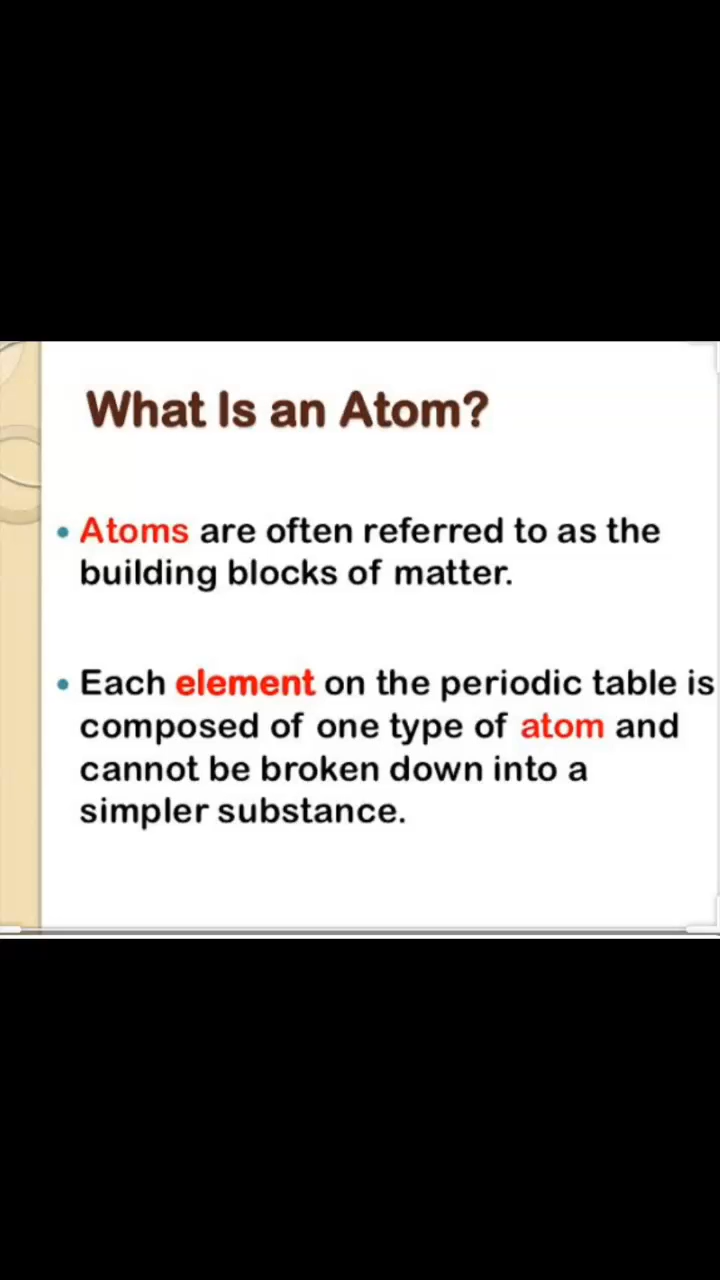 What Is an Atom?
• Atoms are often referred to as the
building blocks of matter.
• Each element on the periodic table is
composed of one type of atom and
cannot be broken down into a
simpler substance.